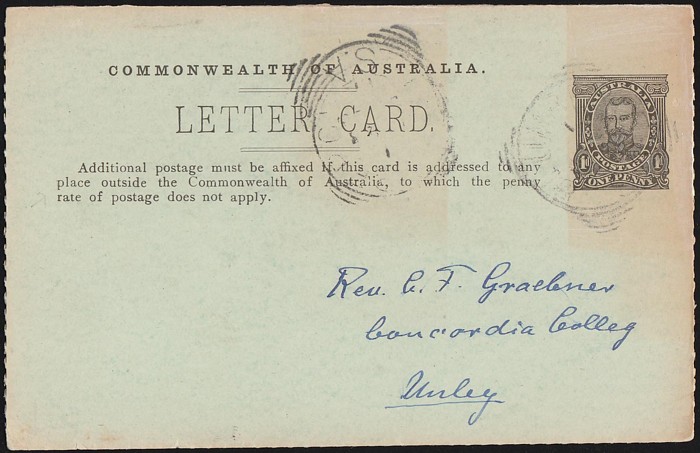 COMMONWEALTH OF AUSTRALIA.
LETTER CARD.
Additional postage must be affixed if this card is addressed to any
place outside the Commonwealth of Australia, to which the penny
rate of postage does not apply.
AUSTRALIA
POSTAGE
1D 1D
ONE PENNY
S.A
Rev. C. F. Graebner
Concordia Colleg
Unley